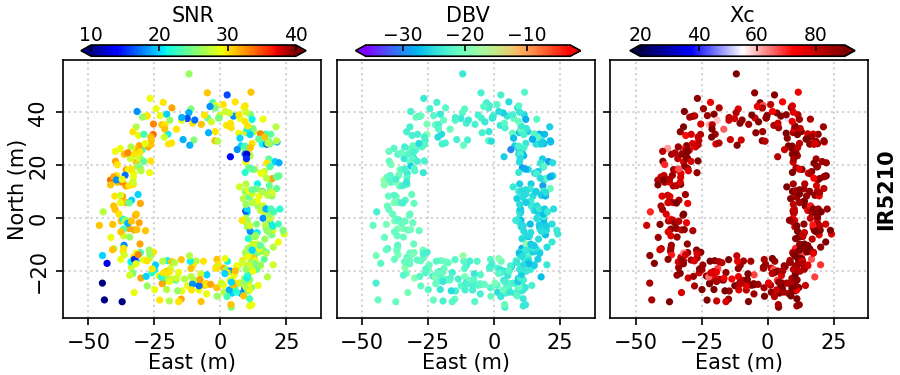 SNR DBV Xc
10 20 30 40 −30 −20 −10 20 40 60 80
40
20
0
−20
North (m)
IR5210
−50 −25 0 25 −50 −25 0 25 −50 −25 0 25
East (m) East (m) East (m)